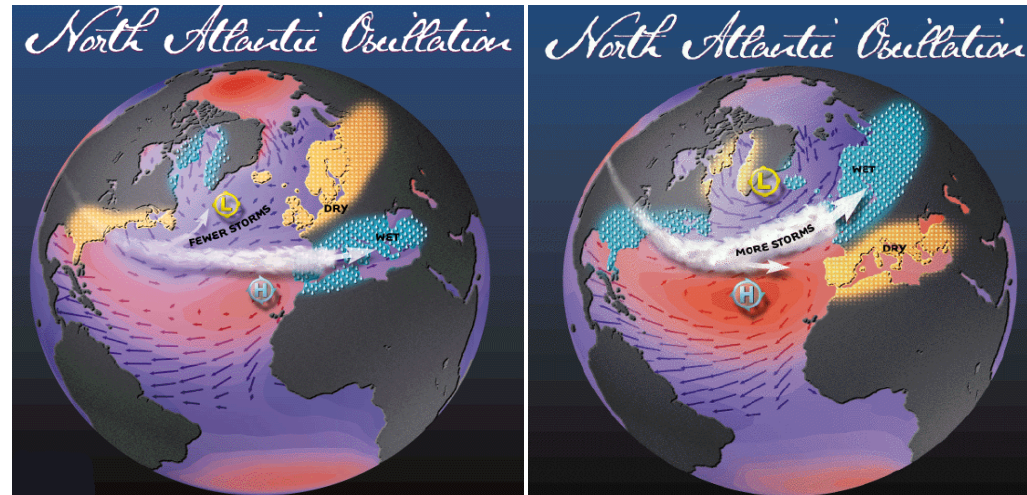 North Atlantic Oscillation
L
FEWER STORMS
DRY
WET
H
North Atlantic Oscillation
L
WET
MORE STORMS
DRY
H